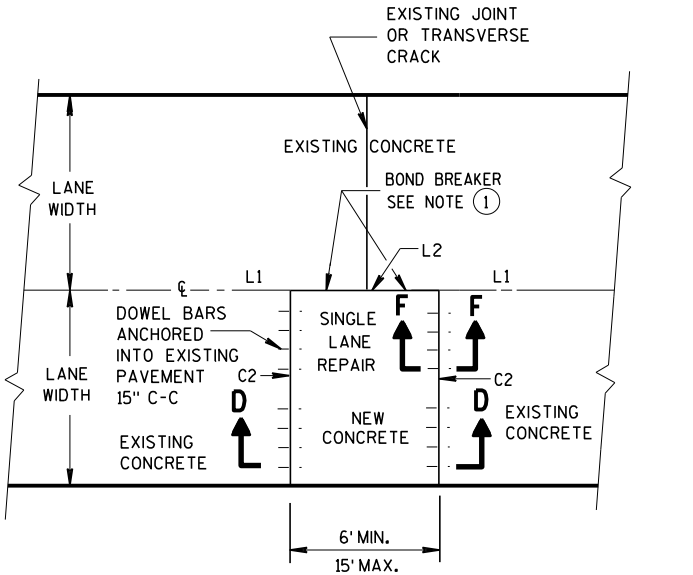 EXISTING JOINT
OR TRANSVERSE
CRACK
EXISTING CONCRETE
BOND BREAKER
SEE NOTE 1
LANE
WIDTH
L2
L1
℄
L1
DOWEL BARS
ANCHORED
INTO EXISTING
PAVEMENT
15" C-C
SINGLE
LANE
REPAIR
F
F
LANE
WIDTH
C2
C2
D
D
NEW
CONCRETE
EXISTING
CONCRETE
EXISTING
CONCRETE
6' MIN.
15' MAX.